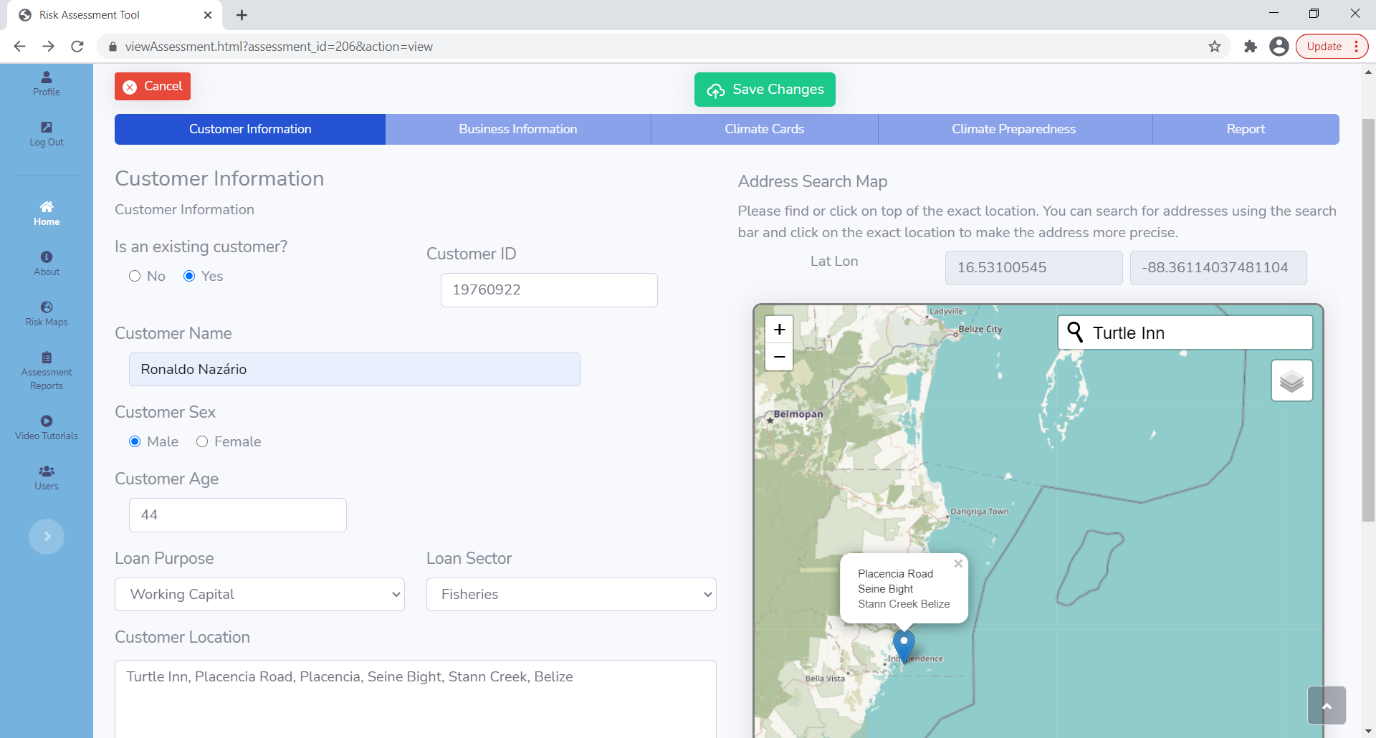 Risk Assessment Tool
viewAssessment.html?assessment_id=206&action=view
Update
Profile
Log Out
Home
About
Risk Maps
Assessment
Reports
Video Tutorials
Users
Cancel
Save Changes
Customer Information
Business Information
Climate Cards
Climate Preparedness
Report
Customer Information
Customer Information
Is an existing customer?
No
Yes
Customer ID
19760922
Customer Name
Ronaldo Nazário
Customer Sex
Male
Female
Customer Age
44
Loan Purpose
Working Capital
Loan Sector
Fisheries
Customer Location
Turtle Inn, Placencia Road, Placencia, Seine Bight, Stann Creek, Belize
Address Search Map
Please find or click on top of the exact location. You can search for addresses using the search
bar and click on the exact location to make the address more precise.
Lat Lon
16.53100545
-88.36114037481104
+
−
Turtle Inn
Ladyville
Belize City
Belmopan
Dangriga Town
Placencia Road
Seine Bight
Stann Creek Belize
Independence
Bella Vista